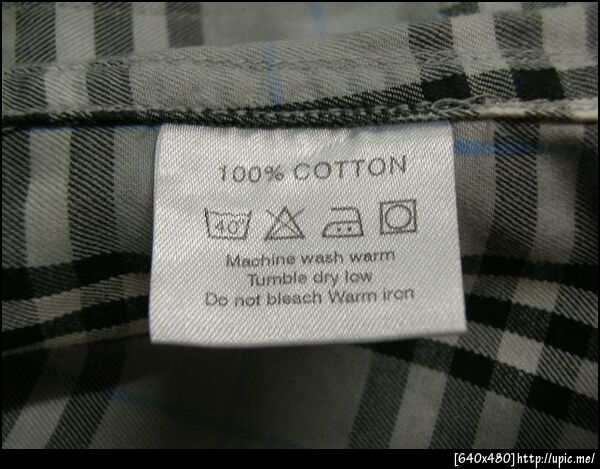 100% COTTON
40°
Machine wash warm
Tumble dry low
Do not bleach Warm iron
[640x480]http://upic.me/